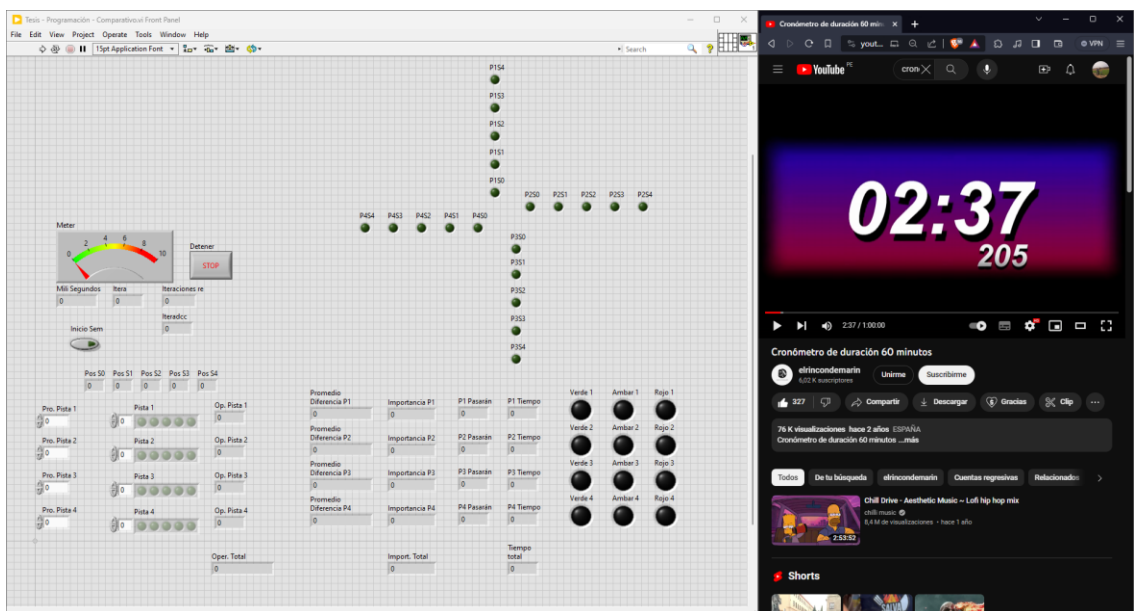 Tesis - Programación - Comparativo.vi Front Panel
File Edit View Project Operate Tools Window Help
15pt Application Font
Search
P1S4
P1S3
P1S2
P1S1
P1S0
P2S0 P2S1 P2S2 P2S3 P2S4
P4S4 P4S3 P4S2 P4S1 P4S0
P3S0
P3S1
P3S2
P3S3
P3S4
Meter
0 2 4 6 8 10
Detener
STOP
Mili Segundos Itera Iteraciones re
0 0 0
Iteradcc
0
Inicio Sem
Pos S0 Pos S1 Pos S2 Pos S3 Pos S4
0 0 0 0 0
Pro. Pista 1 Pista 1 Op. Pista 1
0 0 0
Pro. Pista 2 Pista 2 Op. Pista 2
0 0 0
Pro. Pista 3 Pista 3 Op. Pista 3
0 0 0
Pro. Pista 4 Pista 4 Op. Pista 4
0 0 0
Oper. Total
0
Promedio
Diferencia P1 Importancia P1 P1 Pasarán P1 Tiempo
0 0 0 0
Promedio
Diferencia P2 Importancia P2 P2 Pasarán P2 Tiempo
0 0 0 0
Promedio
Diferencia P3 Importancia P3 P3 Pasarán P3 Tiempo
0 0 0 0
Promedio
Diferencia P4 Importancia P4 P4 Pasarán P4 Tiempo
0 0 0 0
Import. Total
0
Tiempo
total
0
Verde 1 Ambar 1 Rojo 1
Verde 2 Ambar 2 Rojo 2
Verde 3 Ambar 3 Rojo 3
Verde 4 Ambar 4 Rojo 4
Cronómetro de duración 60 min
yout...
VPN
YouTube PE
cron
02:37
205
2:37 / 1:00:00
Cronómetro de duración 60 minutos
elrincondemarin
6,02 K suscriptores
Unirme
Suscribirme
327 Compartir Descargar Gracias Clip ...
76 K visualizaciones hace 2 años ESPAÑA
Cronómetro de duración 60 minutos ...más
Todos De tu búsqueda elrincondemarin Cuentas regresivas Relacionados
Chill Drive - Aesthetic Music ~ Lofi hip hop mix
chilli music
8,4 M de visualizaciones • hace 1 año
2:53:52
Shorts